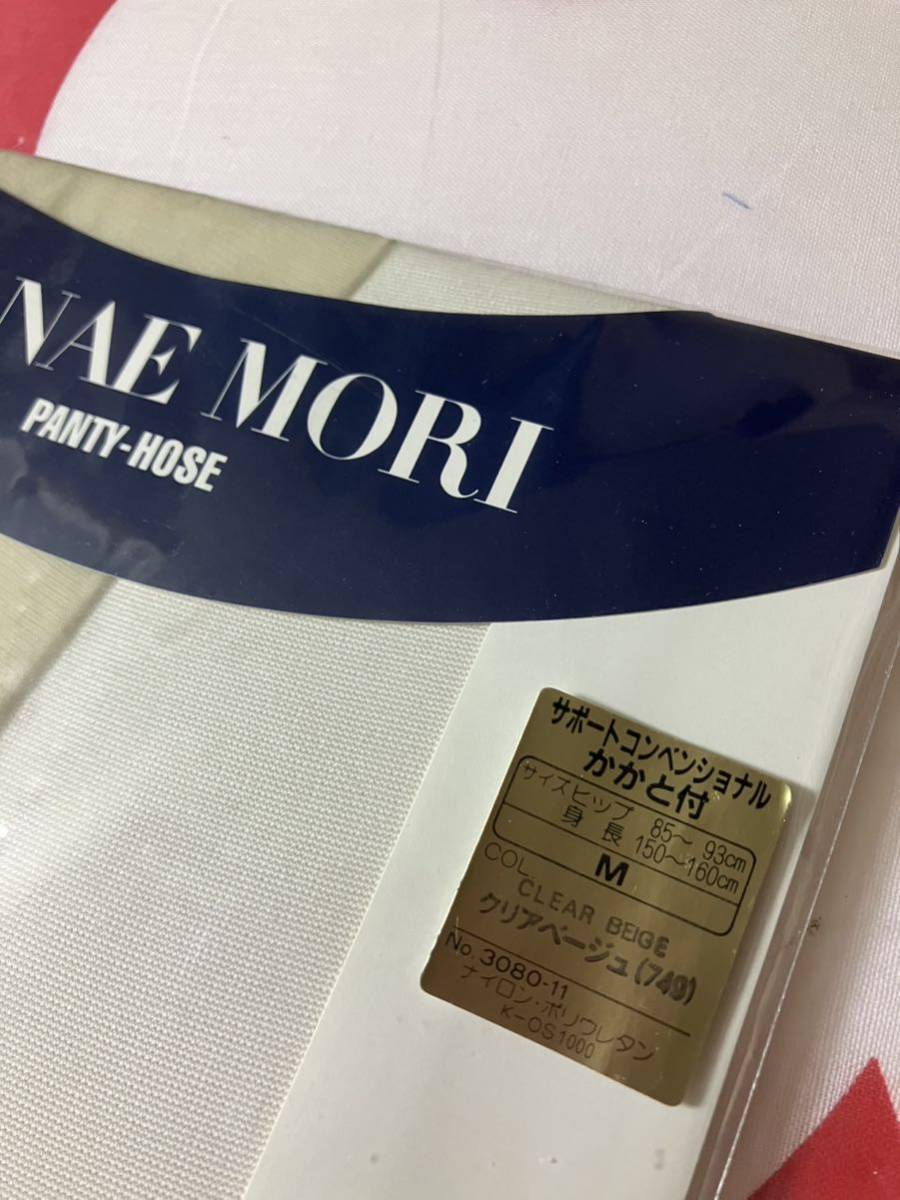 NAE MORI
PANTY-HOSE
サポートコンベンショナル
かかと付
サイズ ヒップ 85〜 93cm
身 長 150〜160cm
M
COL.
CLEAR BEIGE
クリアベージュ(749)
No. 3080-11
ナイロン・ポリウレタン
K-OS1000